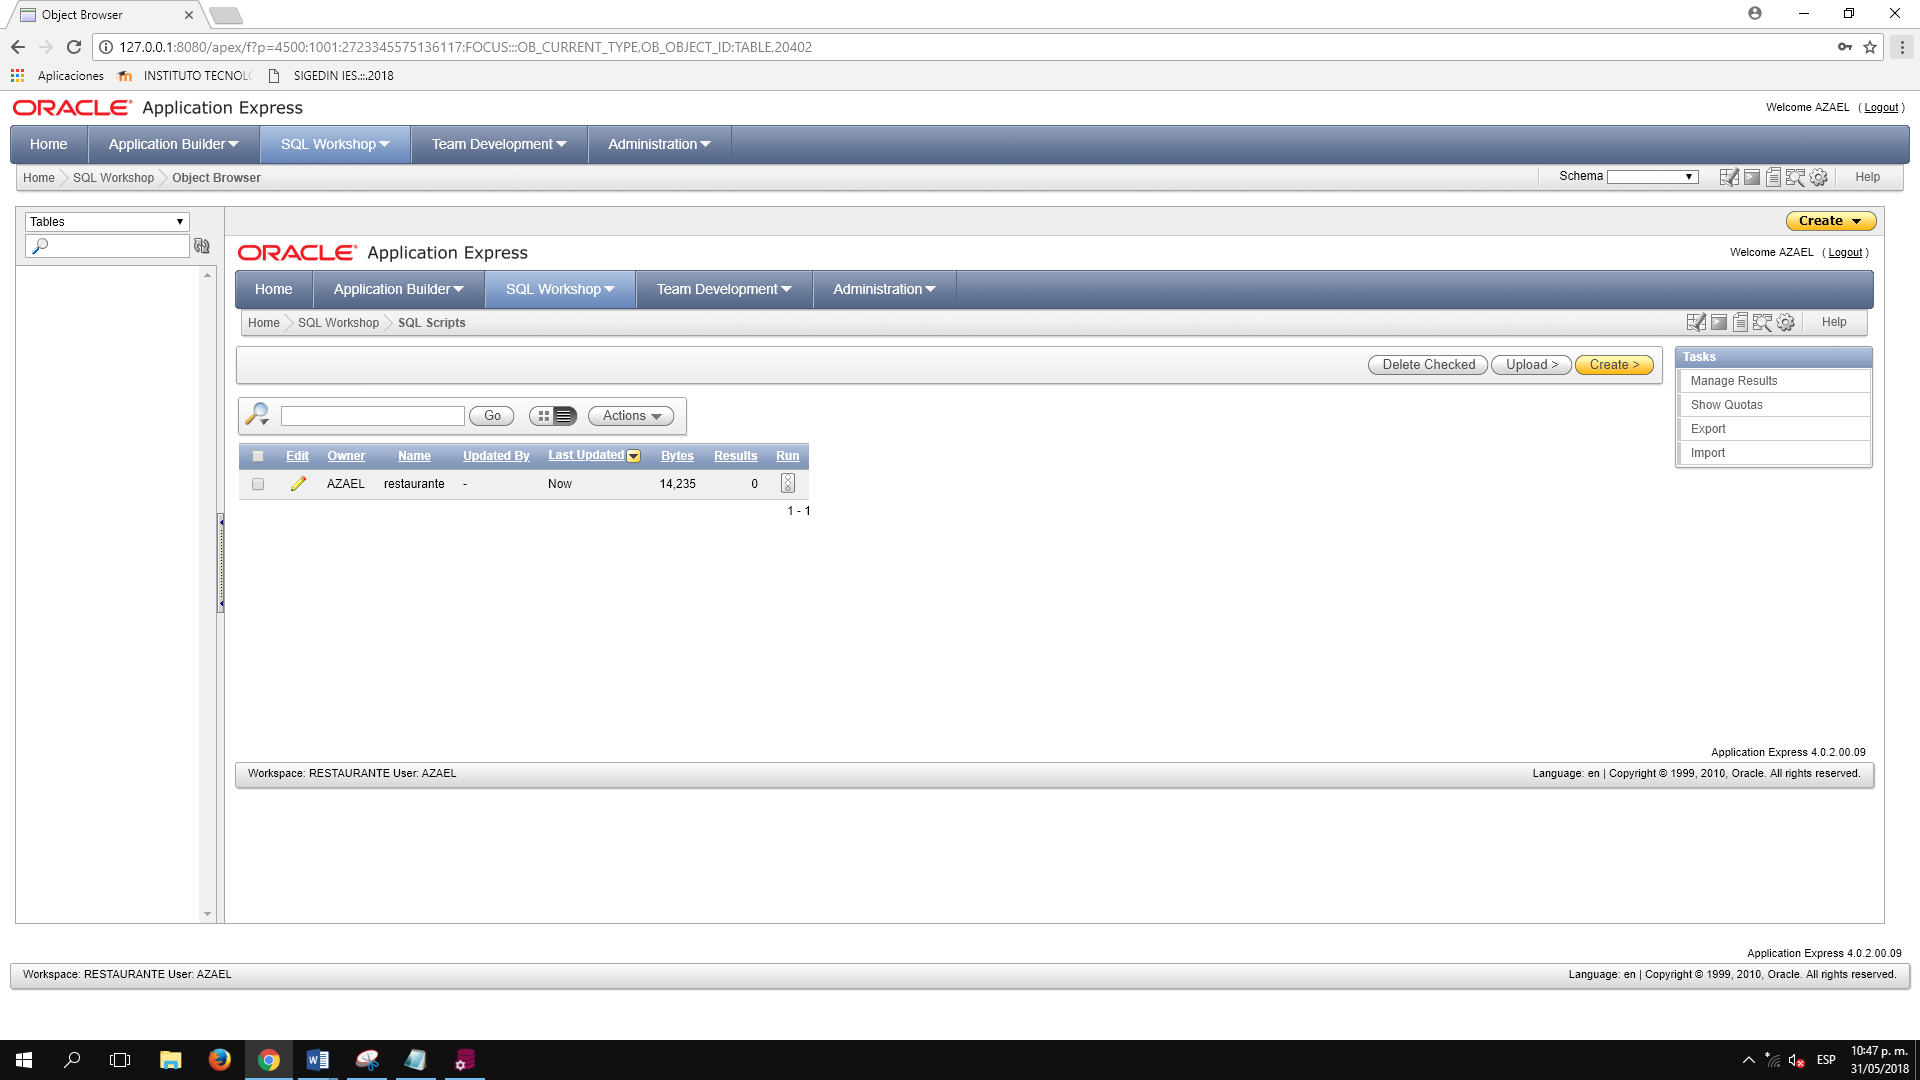 Object Browser
127.0.0.1:8080/apex/f?p=4500:1001:2723345575136117:FOCUS:::OB_CURRENT_TYPE,OB_OBJECT_ID:TABLE,20402
Aplicaciones INSTITUTO TECNOL SIGEDIN IES.::.2018
ORACLE Application Express Welcome AZAEL ( Logout )
Home Application Builder SQL Workshop Team Development Administration
Home SQL Workshop Object Browser Schema Help
Tables Create
ORACLE Application Express Welcome AZAEL ( Logout )
Home Application Builder SQL Workshop Team Development Administration
Home SQL Workshop SQL Scripts Help
Delete Checked Upload > Create >
Tasks
Manage Results
Show Quotas
Export
Import
Go Actions
Edit Owner Name Updated By Last Updated Bytes Results Run
AZAEL restaurante - Now 14,235 0
1 - 1
Application Express 4.0.2.00.09
Workspace: RESTAURANTE User: AZAEL Language: en | Copyright © 1999, 2010, Oracle. All rights reserved.
Application Express 4.0.2.00.09
Workspace: RESTAURANTE User: AZAEL Language: en | Copyright © 1999, 2010, Oracle. All rights reserved.
ESP 10:47 p. m.
31/05/2018